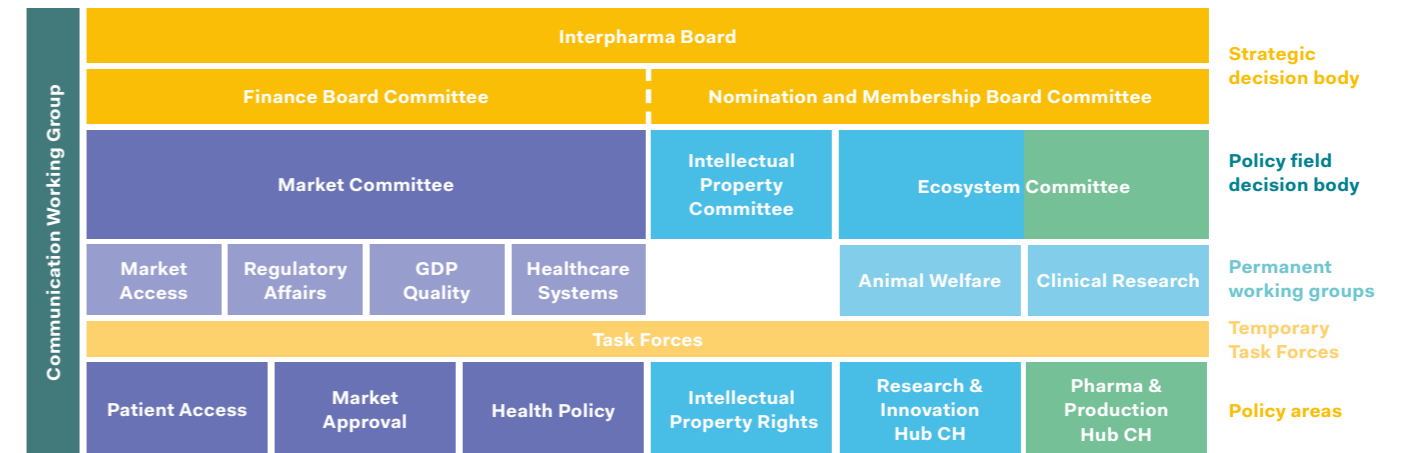 Communication Working Group
Interpharma Board
Strategic
decision body
Finance Board Committee
Nomination and Membership Board Committee
Market Committee
Intellectual
Property
Committee
Ecosystem Committee
Policy field
decision body
Market
Access
Regulatory
Affairs
GDP
Quality
Healthcare
Systems
Animal Welfare
Clinical Research
Permanent
working groups
Task Forces
Temporary
Task Forces
Patient Access
Market
Approval
Health Policy
Intellectual
Property Rights
Research &
Innovation
Hub CH
Pharma &
Production
Hub CH
Policy areas